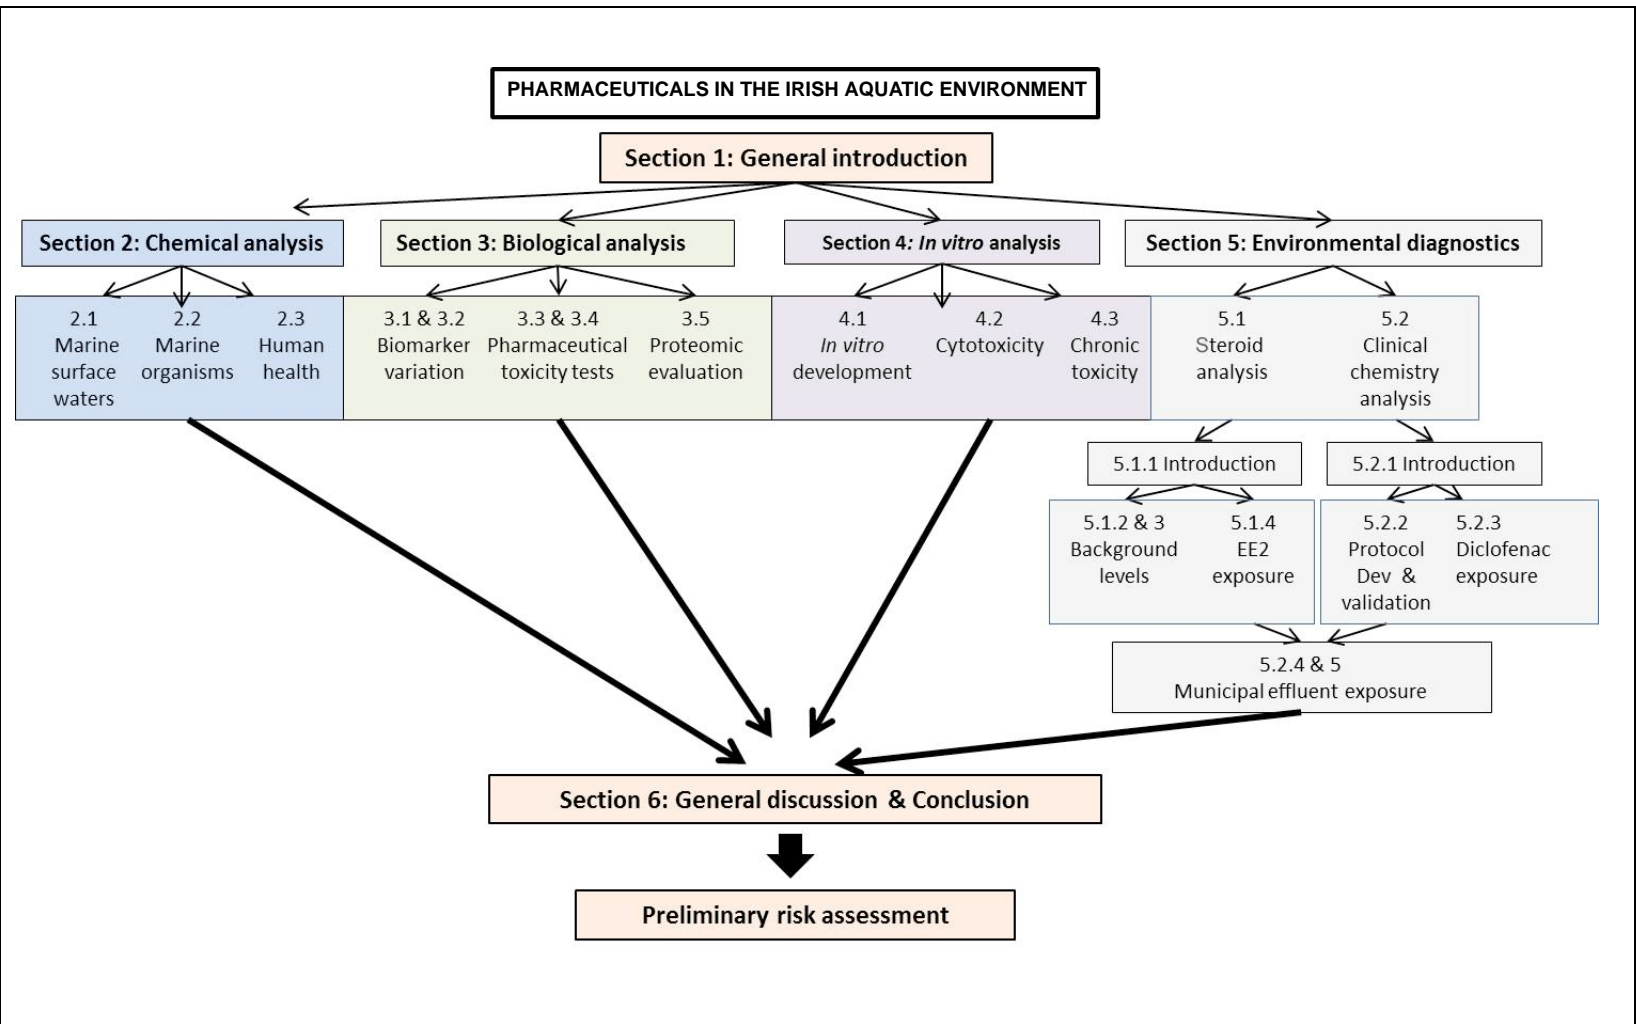 PHARMACEUTICALS IN THE IRISH AQUATIC ENVIRONMENT
Section 1: General introduction
Section 2: Chemical analysis
Section 3: Biological analysis
Section 4: In vitro analysis
Section 5: Environmental diagnostics
2.1
Marine
surface
waters
2.2
Marine
organisms
2.3
Human
health
3.1 & 3.2
Biomarker
variation
3.3 & 3.4
Pharmaceutical
toxicity tests
3.5
Proteomic
evaluation
4.1
In vitro
development
4.2
Cytotoxicity
4.3
Chronic
toxicity
5.1
Steroid
analysis
5.2
Clinical
chemistry
analysis
5.1.1 Introduction
5.2.1 Introduction
5.1.2 & 3
Background
levels
5.1.4
EE2
exposure
5.2.2
Protocol
Dev &
validation
5.2.3
Diclofenac
exposure
5.2.4 & 5
Municipal effluent exposure
Section 6: General discussion & Conclusion
Preliminary risk assessment